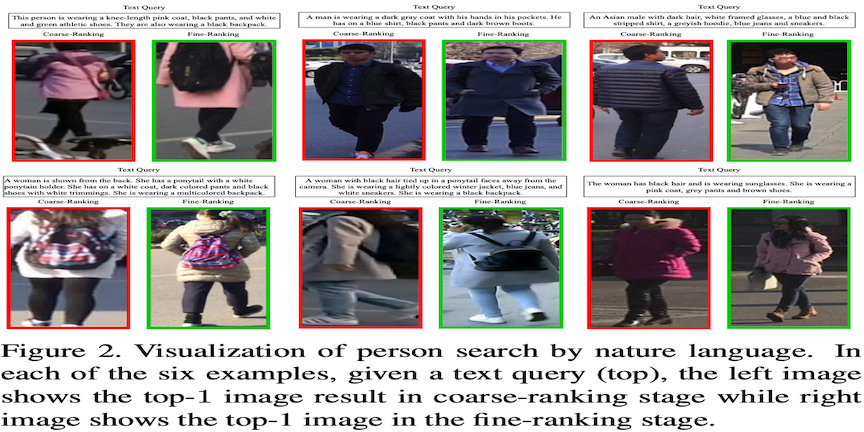 Text Query
This person is wearing a knee-length pink coat, black pants, and white
and green athletic shoes. They are also wearing a black backpack.
Coarse-Ranking Fine-Ranking
Text Query
A man is wearing a dark gray coat with his hands in his pockets. He
has on a blue shirt, black pants and dark brown boots.
Coarse-Ranking Fine-Ranking
Text Query
An Asian male with dark hair, white framed glasses, a blue and black
stripped shirt, a greyish hoodie, blue jeans and sneakers.
Coarse-Ranking Fine-Ranking
Text Query
A woman is shown from the back. She has a ponytail with a white
ponytain holder. She has on a white coat, dark colored pants and black
shoes with white trimmings. She is wearing a multicolored backpack.
Coarse-Ranking Fine-Ranking
Text Query
A woman with black hair tied up in a ponytail faces away from the
camera. She is wearing a lightly colored winter jacket, blue jeans, and
white sneakers. She is wearing a black backpack.
Coarse-Ranking Fine-Ranking
Text Query
The woman has black hair and is wearing sunglasses. She is wearing a
pink coat, grey pants and brown shoes.
Coarse-Ranking Fine-Ranking
Figure 2. Visualization of person search by nature language. In
each of the six examples, given a text query (top), the left image
shows the top-1 image result in coarse-ranking stage while right
image shows the top-1 image in the fine-ranking stage.